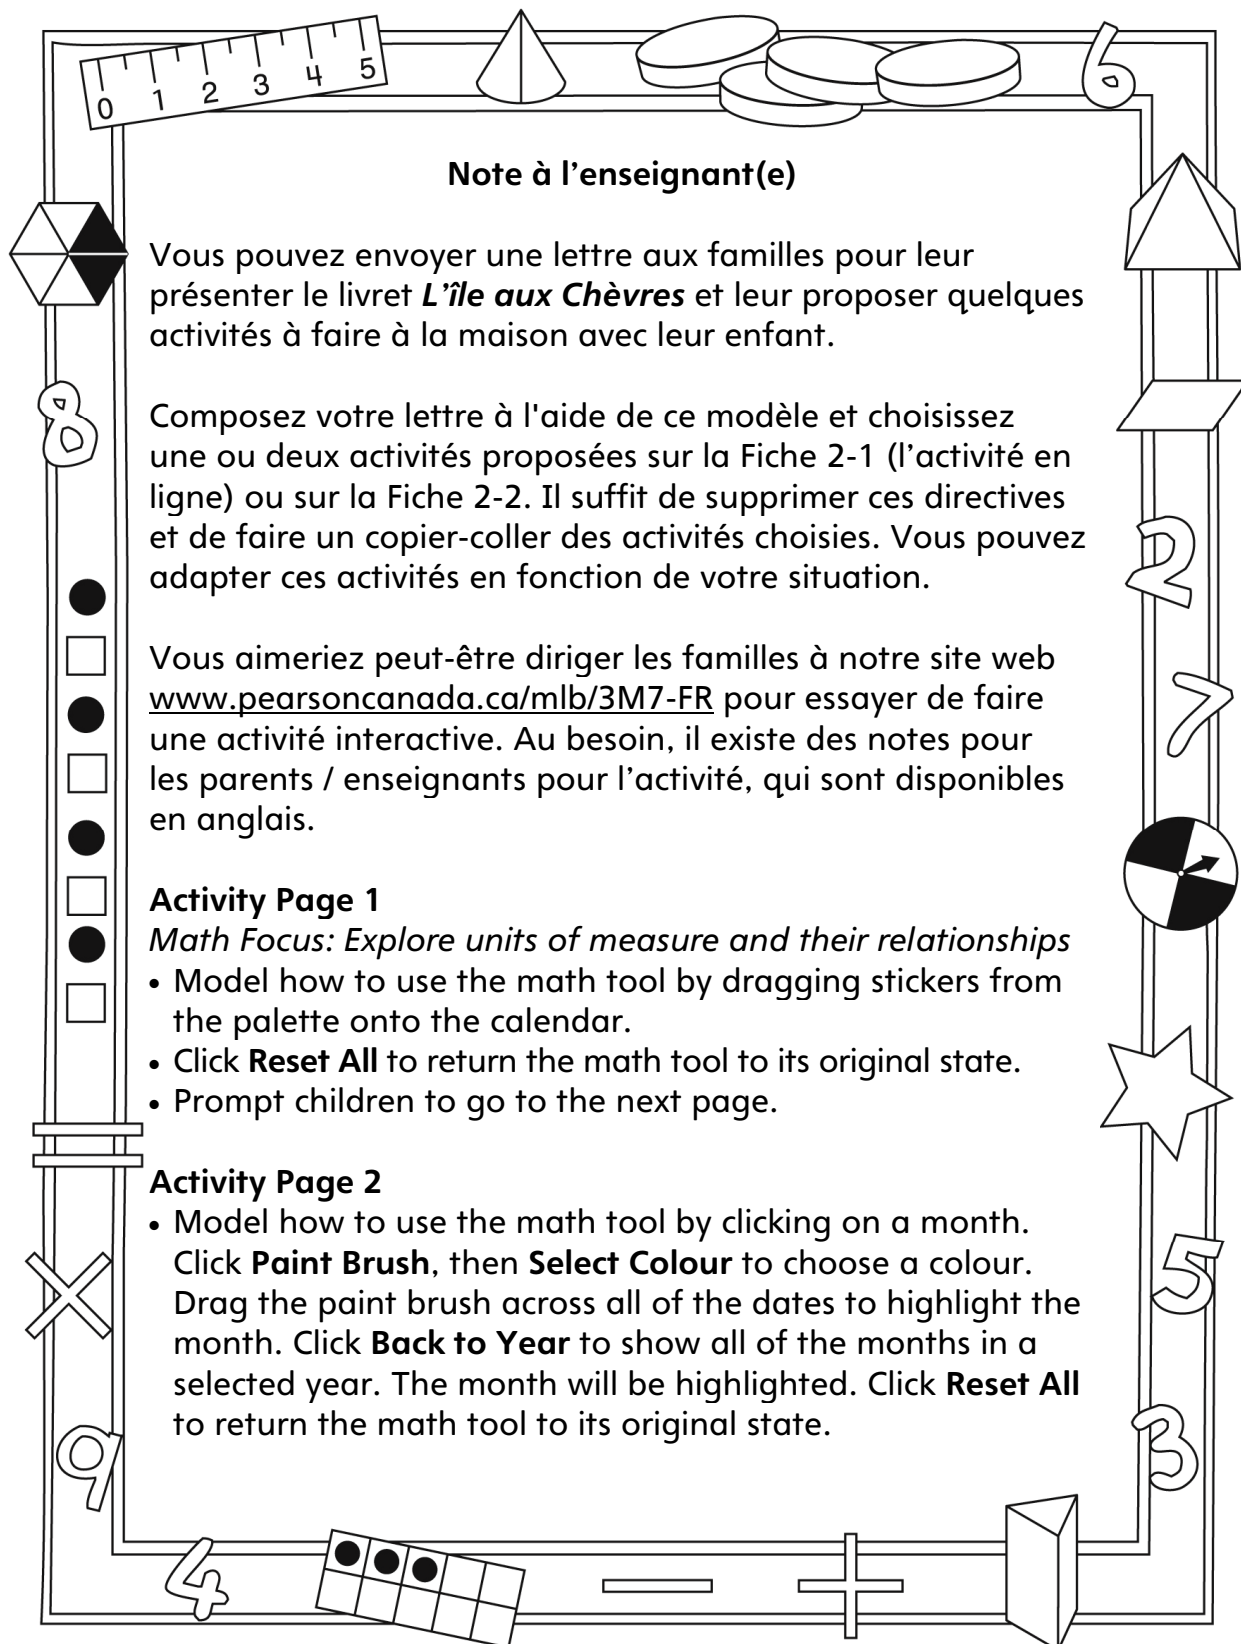 0 1 2 3 4 5
6
Note à l’enseignant(e)
Vous pouvez envoyer une lettre aux familles pour leur
présenter le livret L’île aux Chèvres et leur proposer quelques
activités à faire à la maison avec leur enfant.
8
Composez votre lettre à l'aide de ce modèle et choisissez
une ou deux activités proposées sur la Fiche 2-1 (l’activité en
ligne) ou sur la Fiche 2-2. Il suffit de supprimer ces directives
et de faire un copier-coller des activités choisies. Vous pouvez
adapter ces activités en fonction de votre situation.
2
Vous aimeriez peut-être diriger les familles à notre site web
www.pearsoncanada.ca/mlb/3M7-FR pour essayer de faire
une activité interactive. Au besoin, il existe des notes pour
les parents / enseignants pour l’activité, qui sont disponibles
en anglais.
7
Activity Page 1
Math Focus: Explore units of measure and their relationships
• Model how to use the math tool by dragging stickers from
the palette onto the calendar.
• Click Reset All to return the math tool to its original state.
• Prompt children to go to the next page.
=
Activity Page 2
• Model how to use the math tool by clicking on a month.
Click Paint Brush, then Select Colour to choose a colour.
Drag the paint brush across all of the dates to highlight the
month. Click Back to Year to show all of the months in a
selected year. The month will be highlighted. Click Reset All
to return the math tool to its original state.
×
5
9
3
4
− +